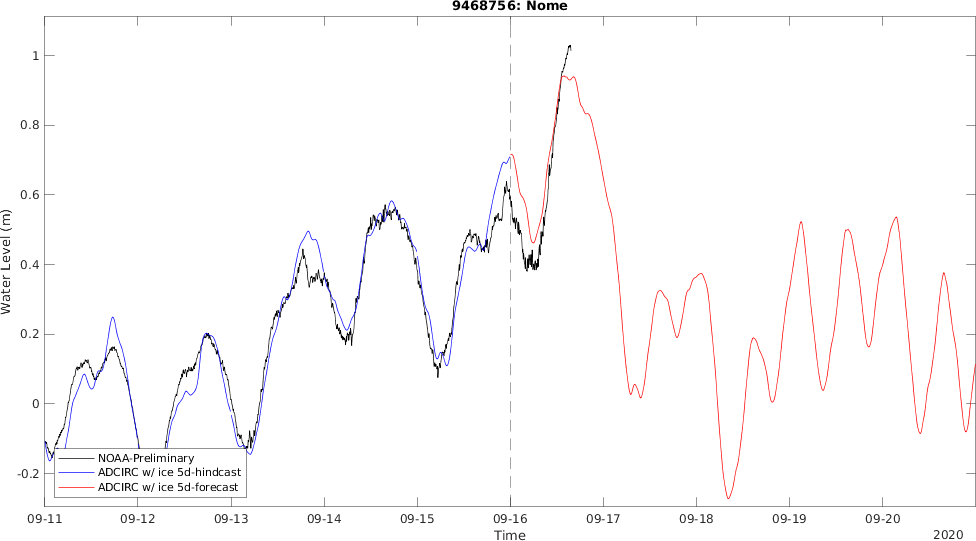 9468756: Nome
1
0.8
0.6
0.4
0.2
0
-0.2
Water Level (m)
NOAA-Preliminary
ADCIRC w/ ice 5d-hindcast
ADCIRC w/ ice 5d-forecast
09-11 09-12 09-13 09-14 09-15 09-16 09-17 09-18 09-19 09-20
Time
2020